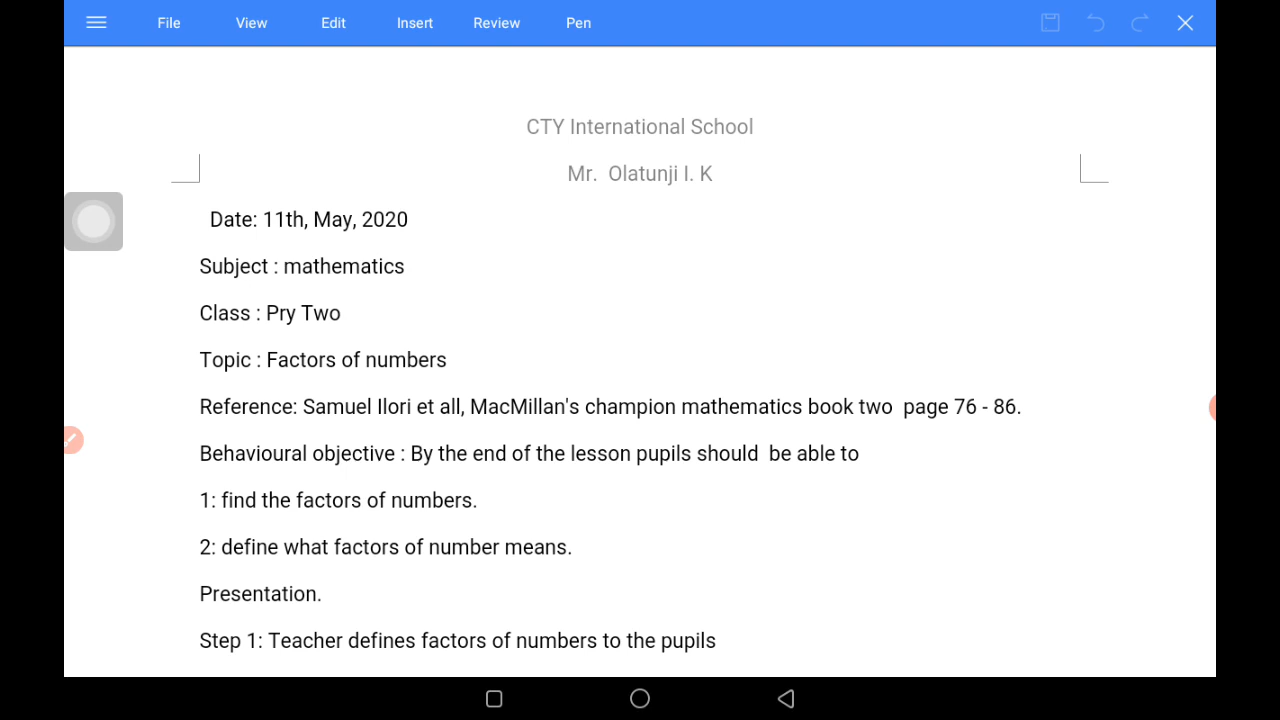 File View Edit Insert Review Pen
CTY International School
Mr.  Olatunji I. K
Date: 11th, May, 2020
Subject : mathematics
Class : Pry Two
Topic : Factors of numbers
Reference: Samuel Ilori et all, MacMillan's champion mathematics book two  page 76 - 86.
Behavioural objective : By the end of the lesson pupils should  be able to
1: find the factors of numbers.
2: define what factors of number means.
Presentation.
Step 1: Teacher defines factors of numbers to the pupils